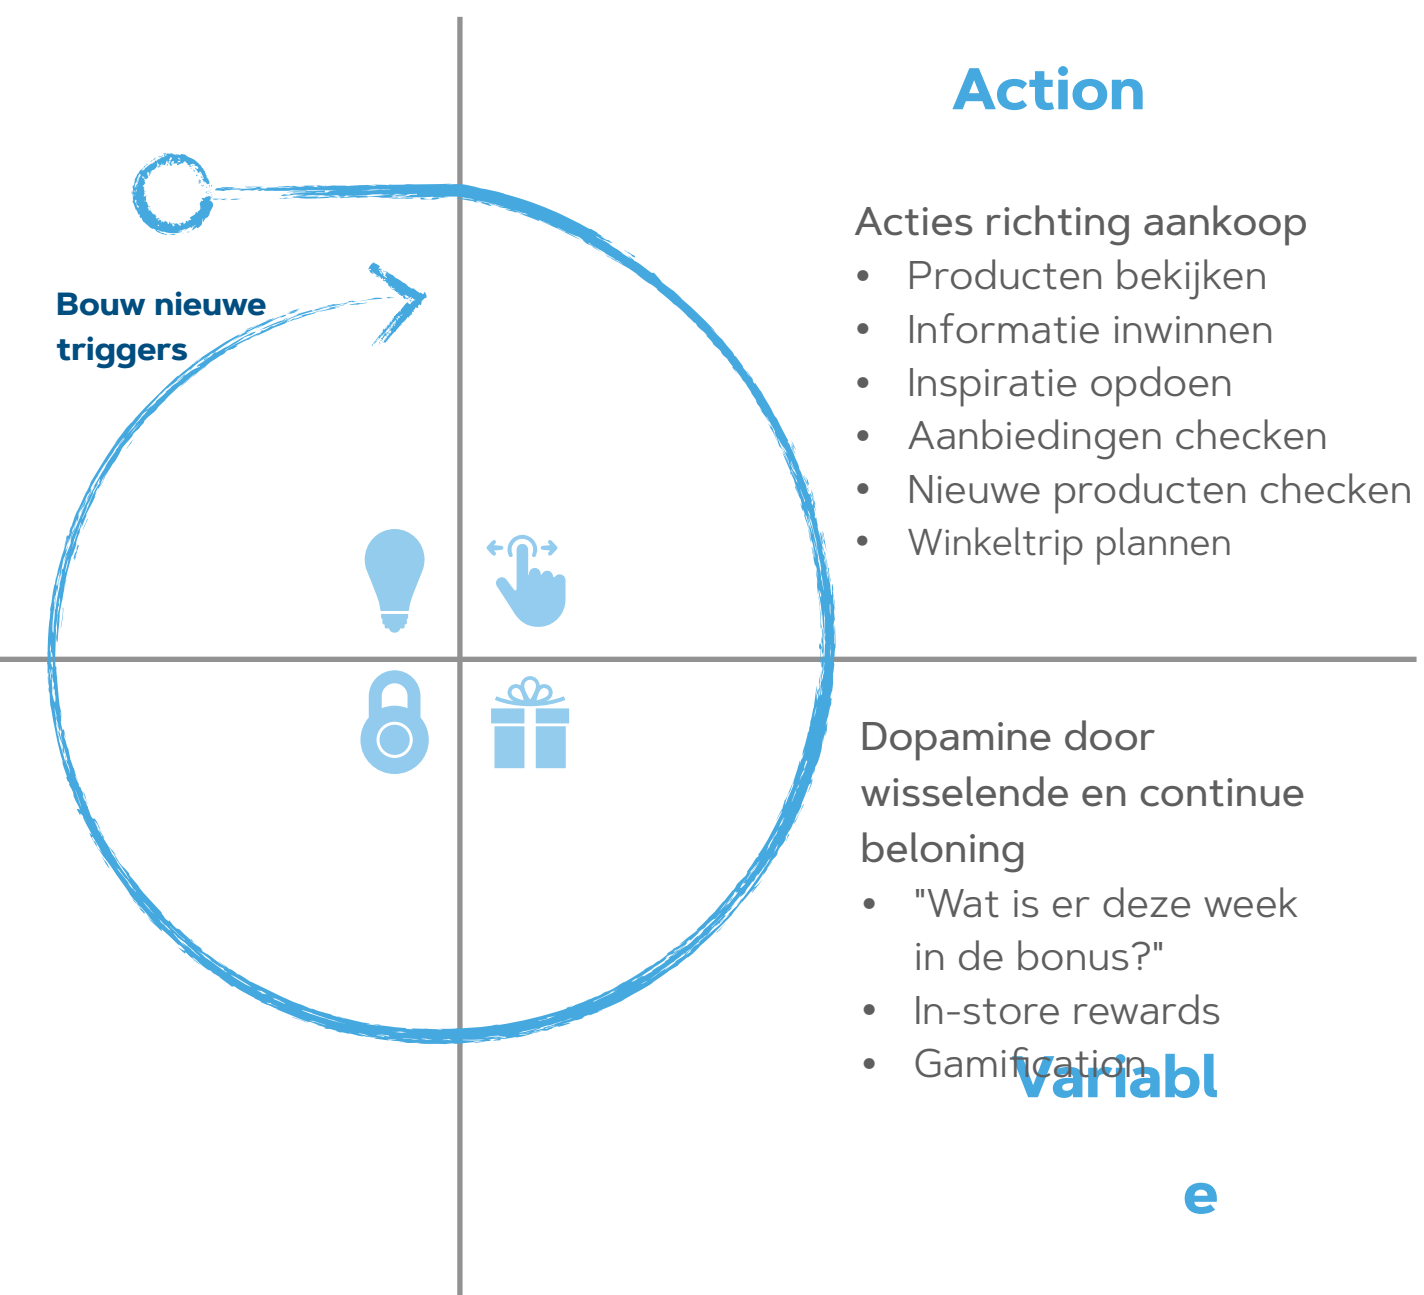 Action
Bouw nieuwe
triggers
Acties richting aankoop
• Producten bekijken
• Informatie inwinnen
• Inspiratie opdoen
• Aanbiedingen checken
• Nieuwe producten checken
• Winkeltrip plannen
Dopamine door
wisselende en continue
beloning
• "Wat is er deze week
in de bonus?"
• In-store rewards
• Gamification
Variabl
e